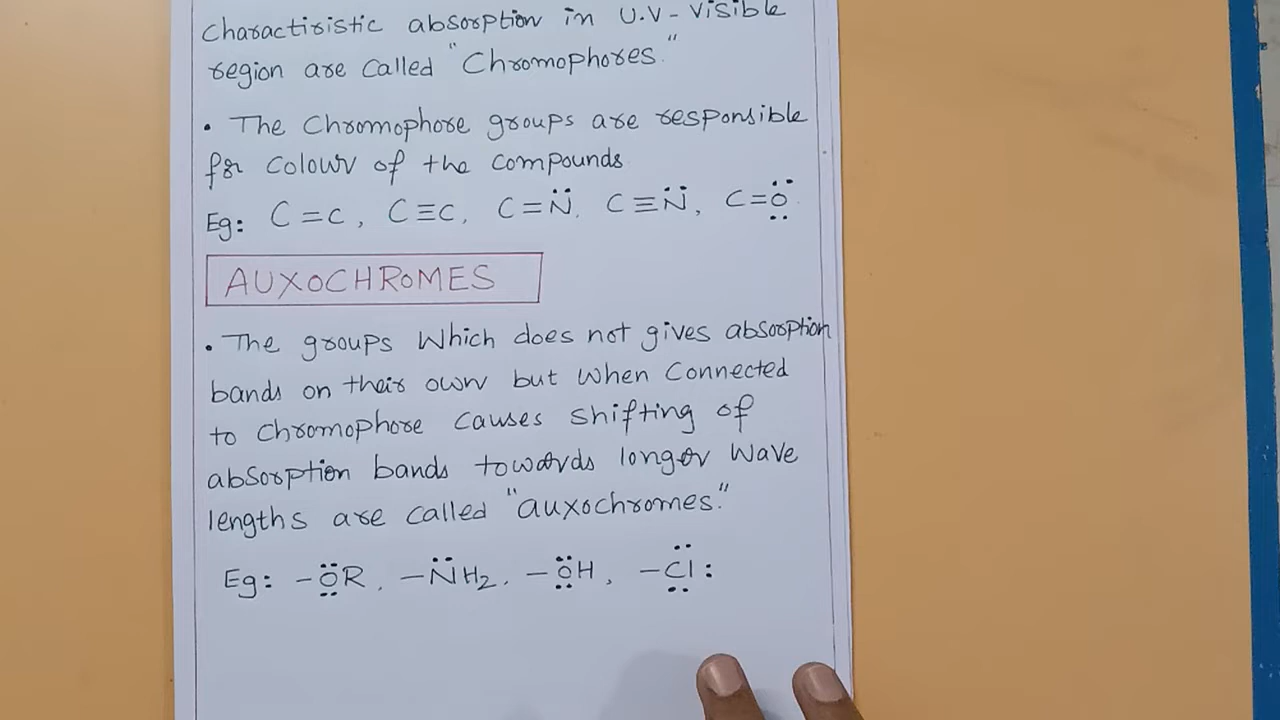 Charactiristic absorption in U.V - Visible
region are called "Chromophores."
• The Chromophore groups are responsible
for colour of the compounds
Eg: C=C, C≡C, C=N̈, C≡N̈, C=Ö:
AUXOCHROMES
• The groups which does not gives absorption
bands on their own but when Connected
to chromophore causes shifting of
absorption bands towards longer wave
lengths are called "auxochromes."
Eg: -ÖR, -N̈H₂, -ÖH, -Cl: